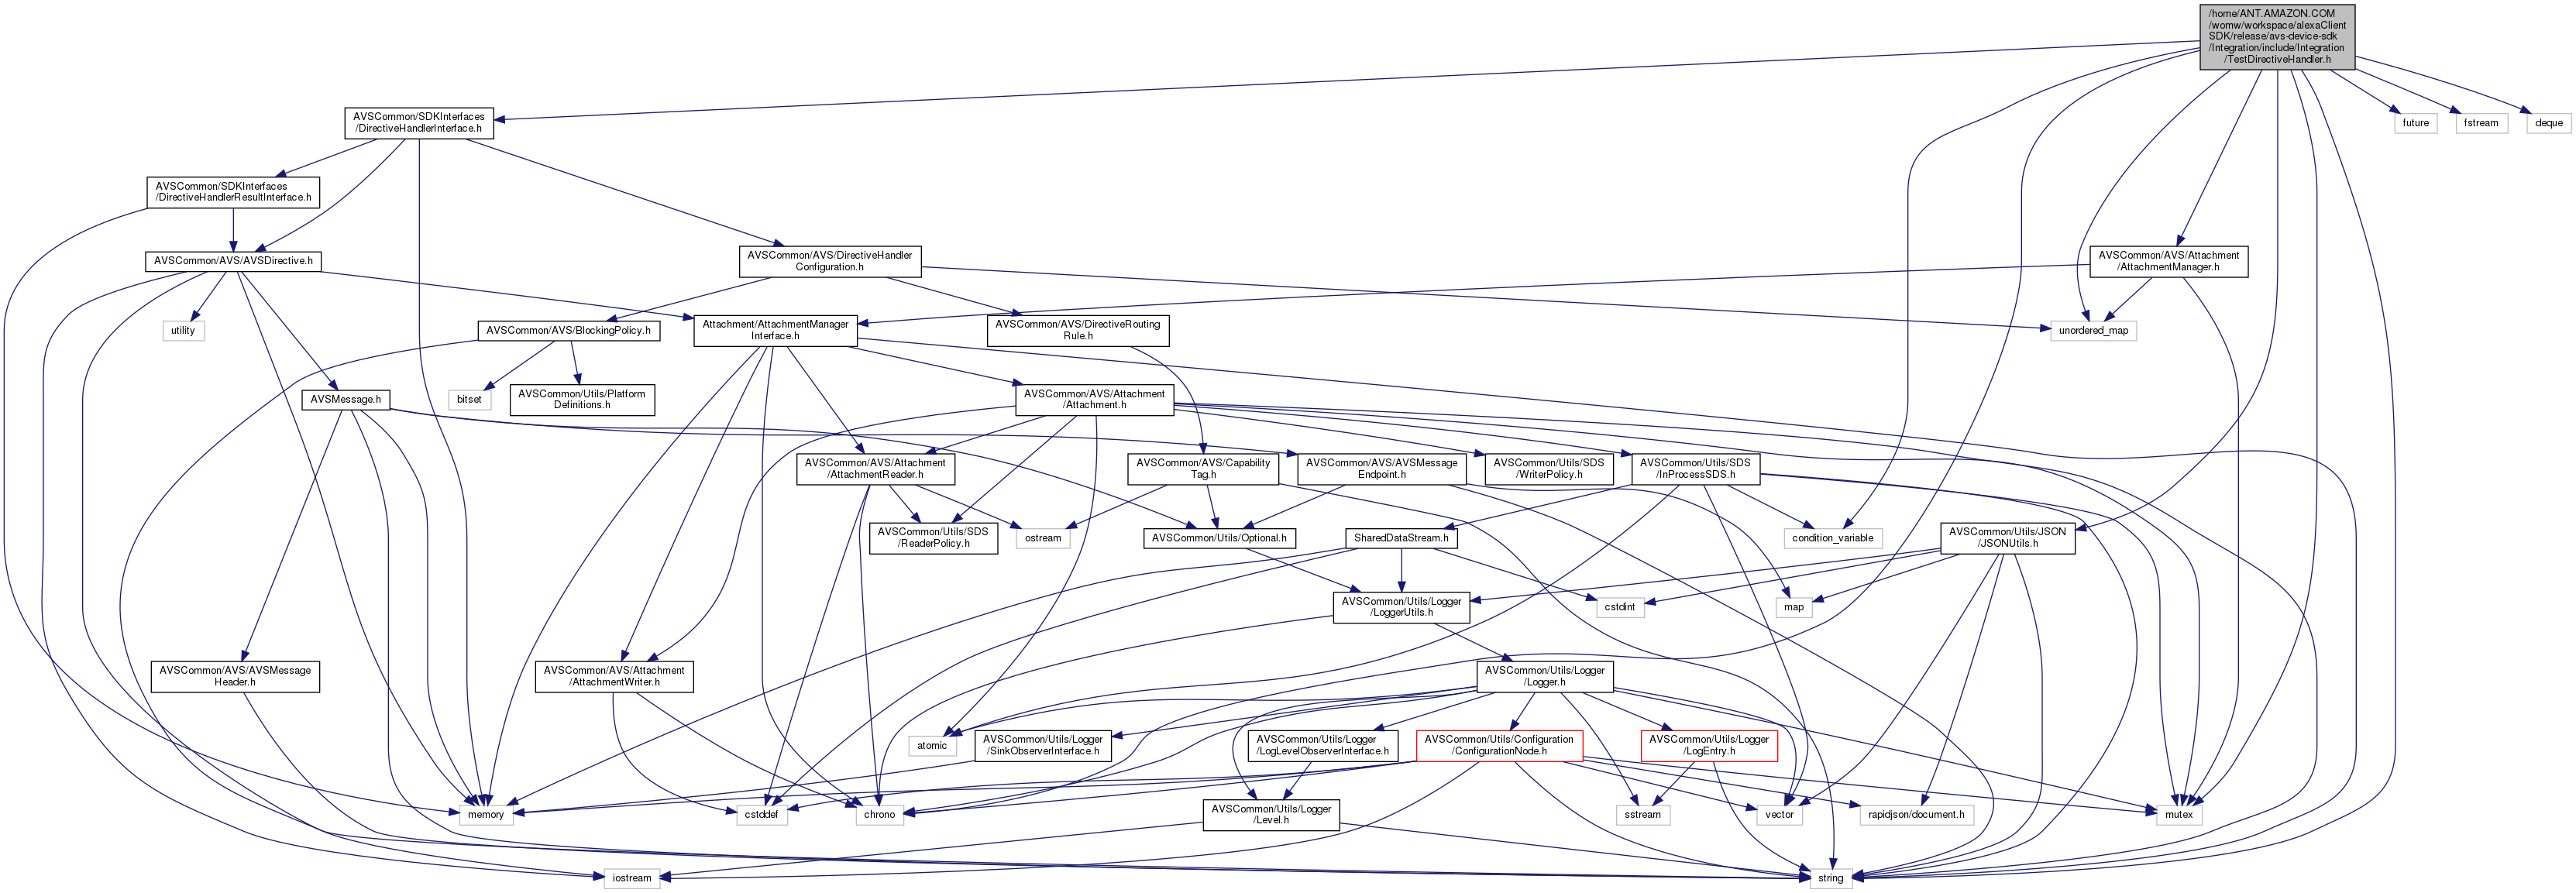 /home/ANT.AMAZON.COM
/womw/workspace/alexaClient
SDK/release/avs-device-sdk
/Integration/include/Integration
/TestDirectiveHandler.h
AVSCommon/SDKInterfaces
/DirectiveHandlerInterface.h
future
fstream
deque
AVSCommon/SDKInterfaces
/DirectiveHandlerResultInterface.h
AVSCommon/AVS/AVSDirective.h
AVSCommon/AVS/DirectiveHandler
Configuration.h
AVSCommon/AVS/Attachment
/AttachmentManager.h
utility
AVSCommon/AVS/BlockingPolicy.h
Attachment/AttachmentManager
Interface.h
AVSCommon/AVS/DirectiveRouting
Rule.h
unordered_map
AVSMessage.h
bitset
AVSCommon/Utils/Platform
Definitions.h
AVSCommon/AVS/Attachment
/Attachment.h
AVSCommon/AVS/Attachment
/AttachmentReader.h
AVSCommon/AVS/Capability
Tag.h
AVSCommon/AVS/AVSMessage
Endpoint.h
AVSCommon/Utils/SDS
/WriterPolicy.h
AVSCommon/Utils/SDS
/InProcessSDS.h
AVSCommon/Utils/SDS
/ReaderPolicy.h
ostream
AVSCommon/Utils/Optional.h
SharedDataStream.h
condition_variable
AVSCommon/Utils/JSON
/JSONUtils.h
AVSCommon/Utils/Logger
/LoggerUtils.h
cstdint
map
AVSCommon/AVS/AVSMessage
Header.h
AVSCommon/AVS/Attachment
/AttachmentWriter.h
AVSCommon/Utils/Logger
/Logger.h
atomic
AVSCommon/Utils/Logger
/SinkObserverInterface.h
AVSCommon/Utils/Logger
/LogLevelObserverInterface.h
AVSCommon/Utils/Configuration
/ConfigurationNode.h
AVSCommon/Utils/Logger
/LogEntry.h
memory
cstddef
chrono
AVSCommon/Utils/Logger
/Level.h
sstream
vector
rapidjson/document.h
mutex
iostream
string